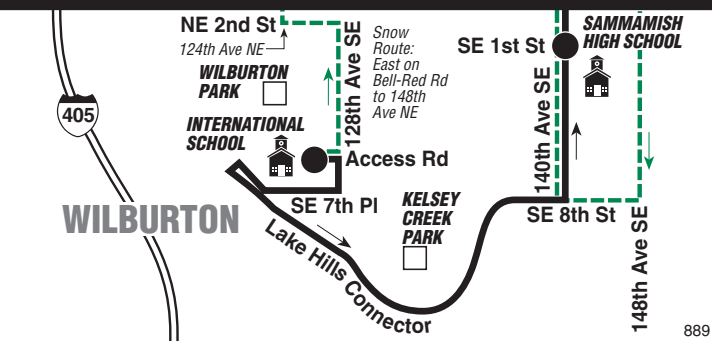 NE 2nd St
124th Ave NE
WILBURTON
PARK
405
INTERNATIONAL
SCHOOL
128th Ave SE
Snow
Route:
East on
Bell-Red Rd
to 148th
Ave NE
Access Rd
SE 7th Pl
WILBURTON
Lake Hills Connector
KELSEY
CREEK
PARK
SE 1st St
140th Ave SE
SAMMAMISH
HIGH SCHOOL
SE 8th St
148th Ave SE
889